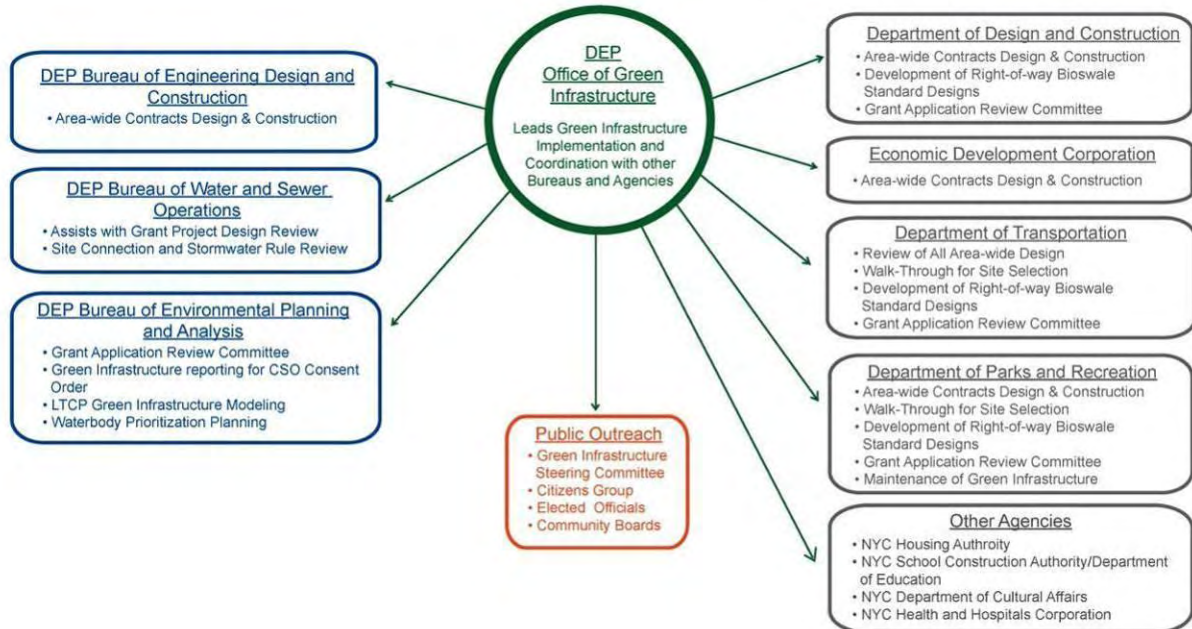 DEP
Office of Green
Infrastructure
Leads Green Infrastructure
Implementation and
Coordination with other
Bureaus and Agencies
DEP Bureau of Engineering Design and
Construction
• Area-wide Contracts Design & Construction
DEP Bureau of Water and Sewer
Operations
• Assists with Grant Project Design Review
• Site Connection and Stormwater Rule Review
DEP Bureau of Environmental Planning
and Analysis
• Grant Application Review Committee
• Green Infrastructure reporting for CSO Consent
Order
• LTCP Green Infrastructure Modeling
• Waterbody Prioritization Planning
Public Outreach
• Green Infrastructure
Steering Committee
• Citizens Group
• Elected Officials
• Community Boards
Department of Design and Construction
• Area-wide Contracts Design & Construction
• Development of Right-of-way Bioswale
Standard Designs
• Grant Application Review Committee
Economic Development Corporation
• Area-wide Contracts Design & Construction
Department of Transportation
• Review of All Area-wide Design
• Walk-Through for Site Selection
• Development of Right-of-way Bioswale
Standard Designs
• Grant Application Review Committee
Department of Parks and Recreation
• Area-wide Contracts Design & Construction
• Walk-Through for Site Selection
• Development of Right-of-way Bioswale
Standard Designs
• Grant Application Review Committee
• Maintenance of Green Infrastructure
Other Agencies
• NYC Housing Authroity
• NYC School Construction Authority/Department
of Education
• NYC Department of Cultural Affairs
• NYC Health and Hospitals Corporation